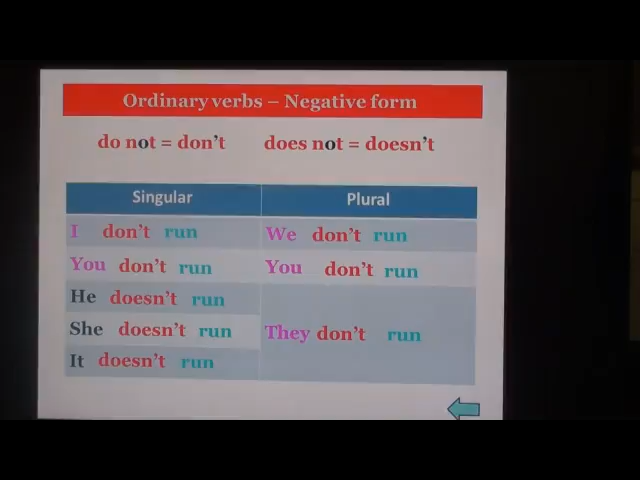 Ordinary verbs – Negative form
do not = don't does not = doesn't
Singular Plural
I don't run We don't run
You don't run You don't run
He doesn't run
She doesn't run They don't run
It doesn't run